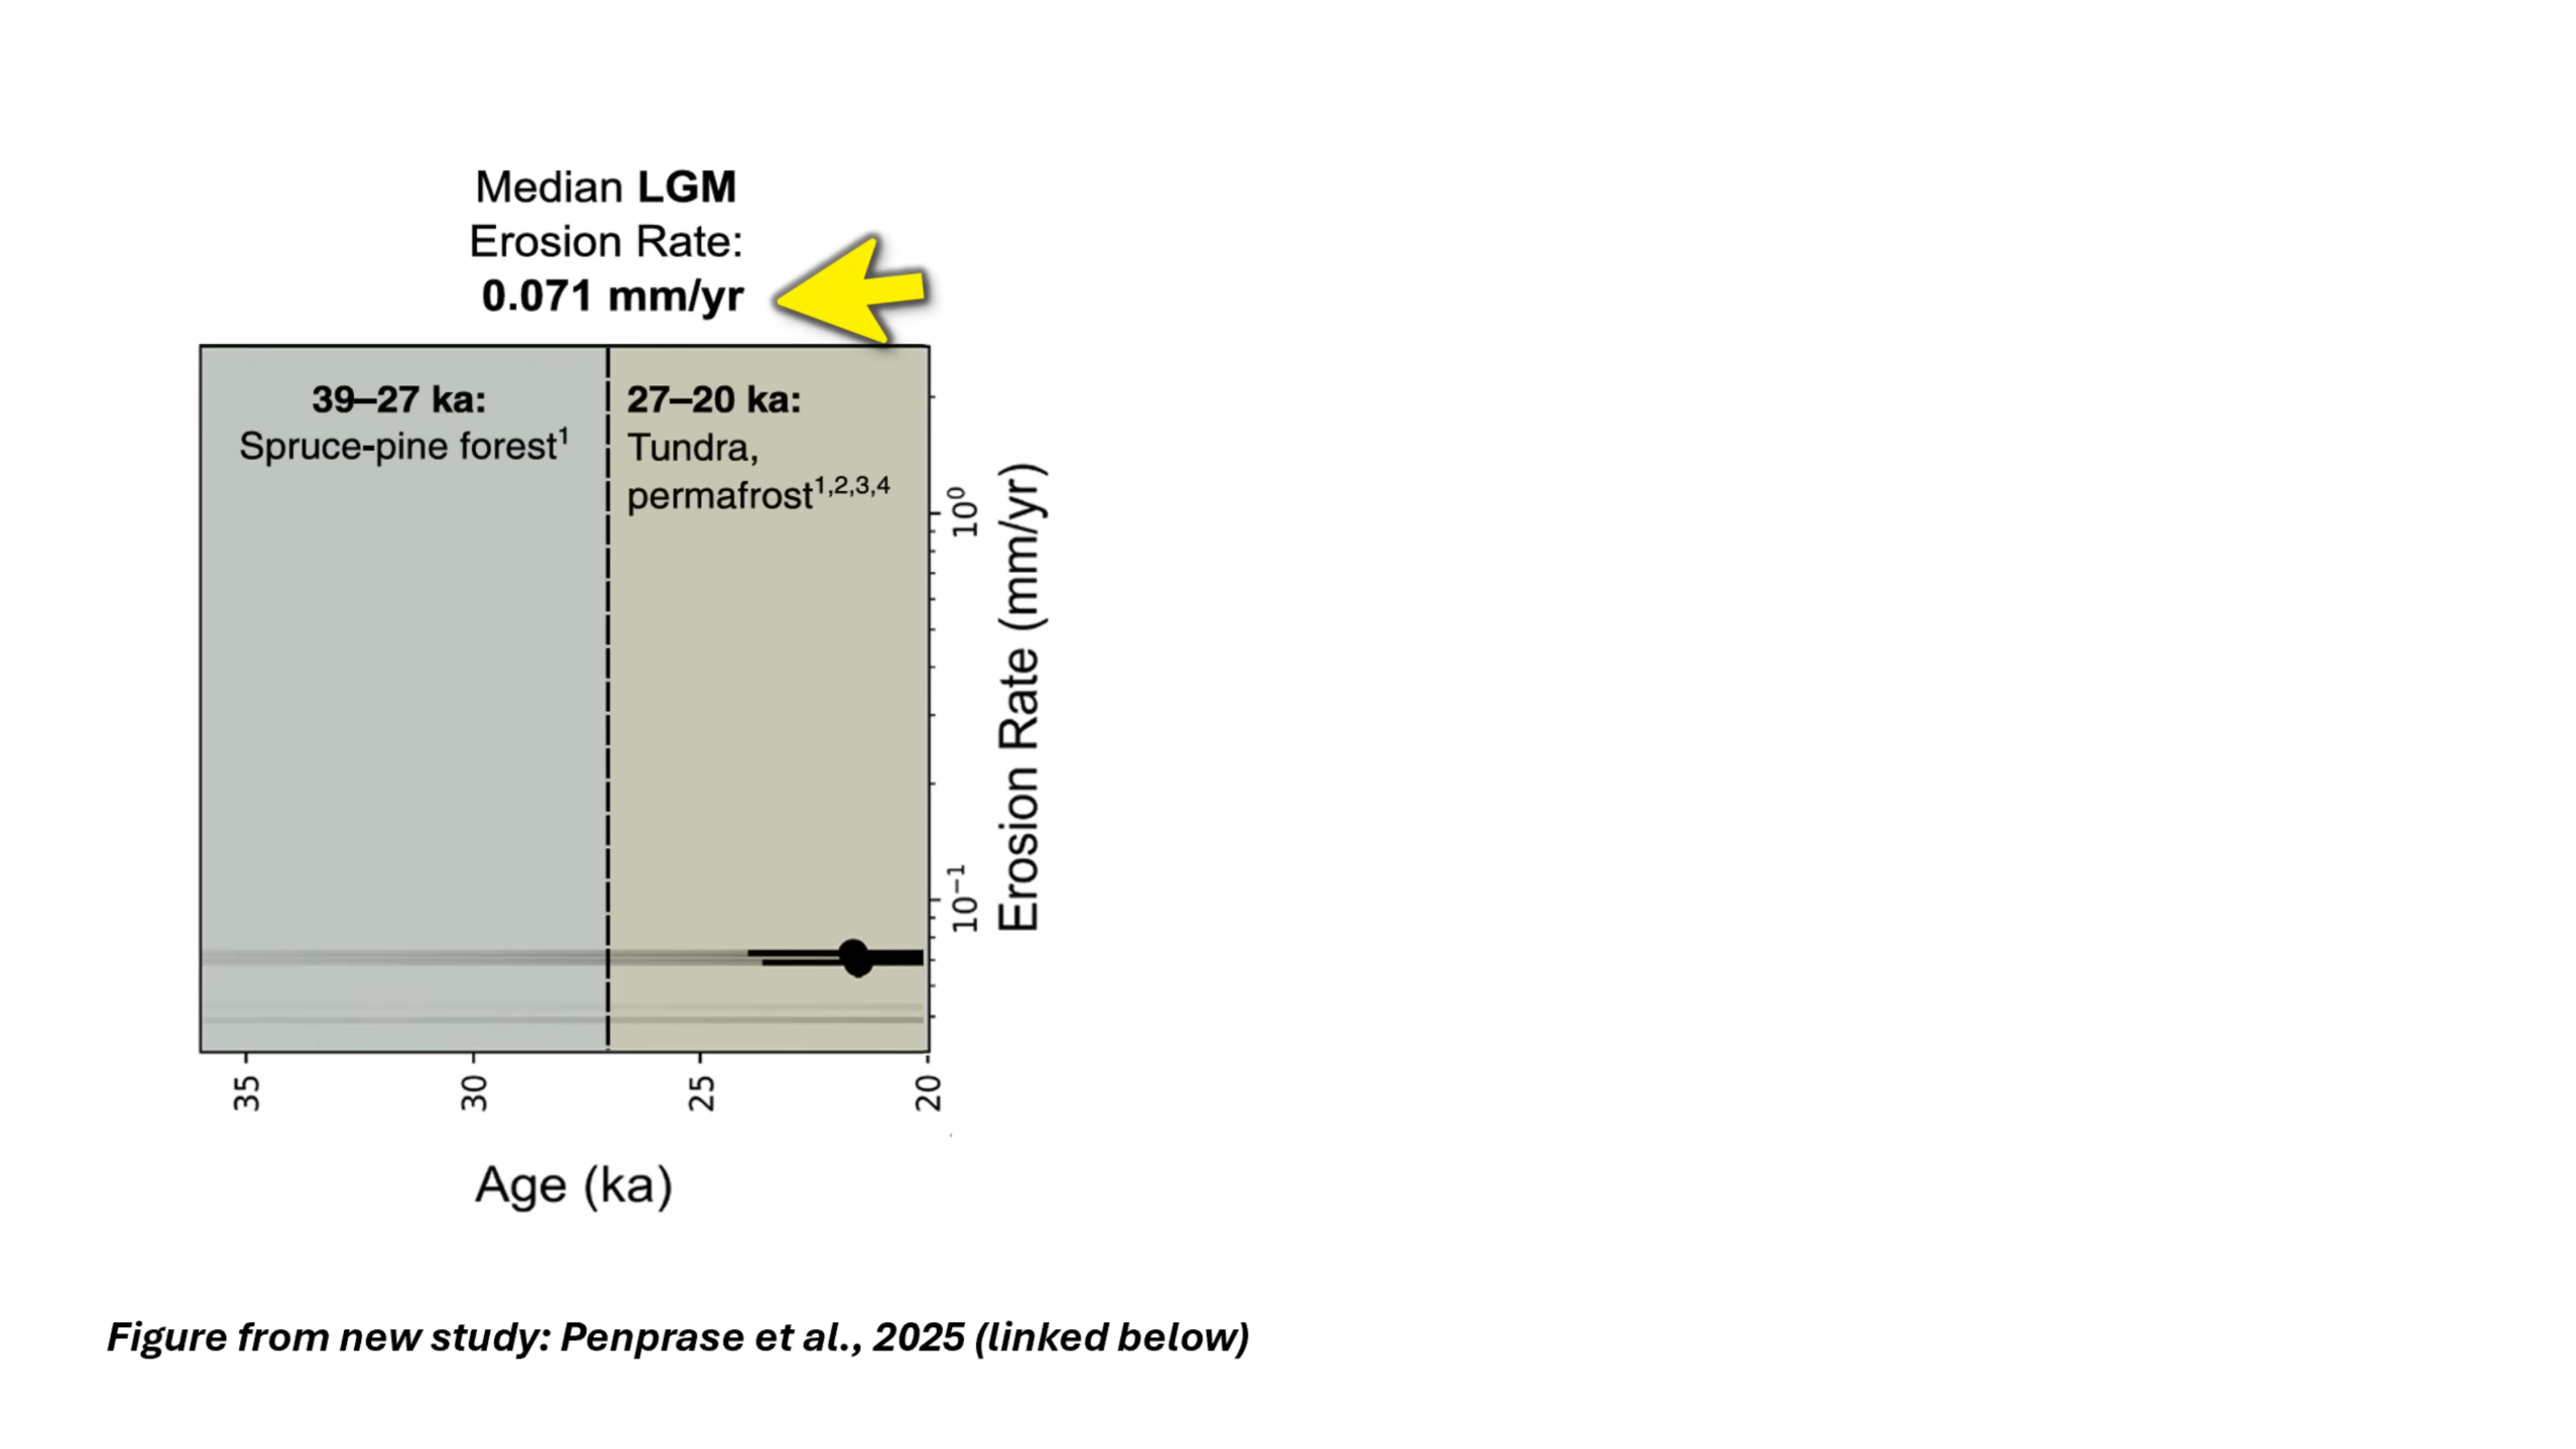 Median LGM
Erosion Rate:
0.071 mm/yr
39–27 ka:
Spruce-pine forest¹
27–20 ka:
Tundra,
permafrost¹,²,³,⁴
10⁰
10⁻¹
Erosion Rate (mm/yr)
35
30
25
20
Age (ka)
Figure from new study: Penprase et al., 2025 (linked below)